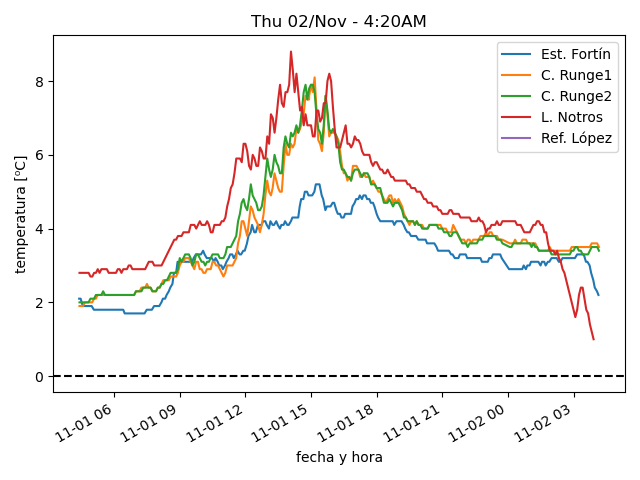 Thu 02/Nov - 4:20AM
Est. Fortín
C. Runge1
C. Runge2
L. Notros
Ref. López
temperatura [ºC]
8
6
4
2
0
11-01 06
11-01 09
11-01 12
11-01 15
11-01 18
11-01 21
11-02 00
11-02 03
fecha y hora